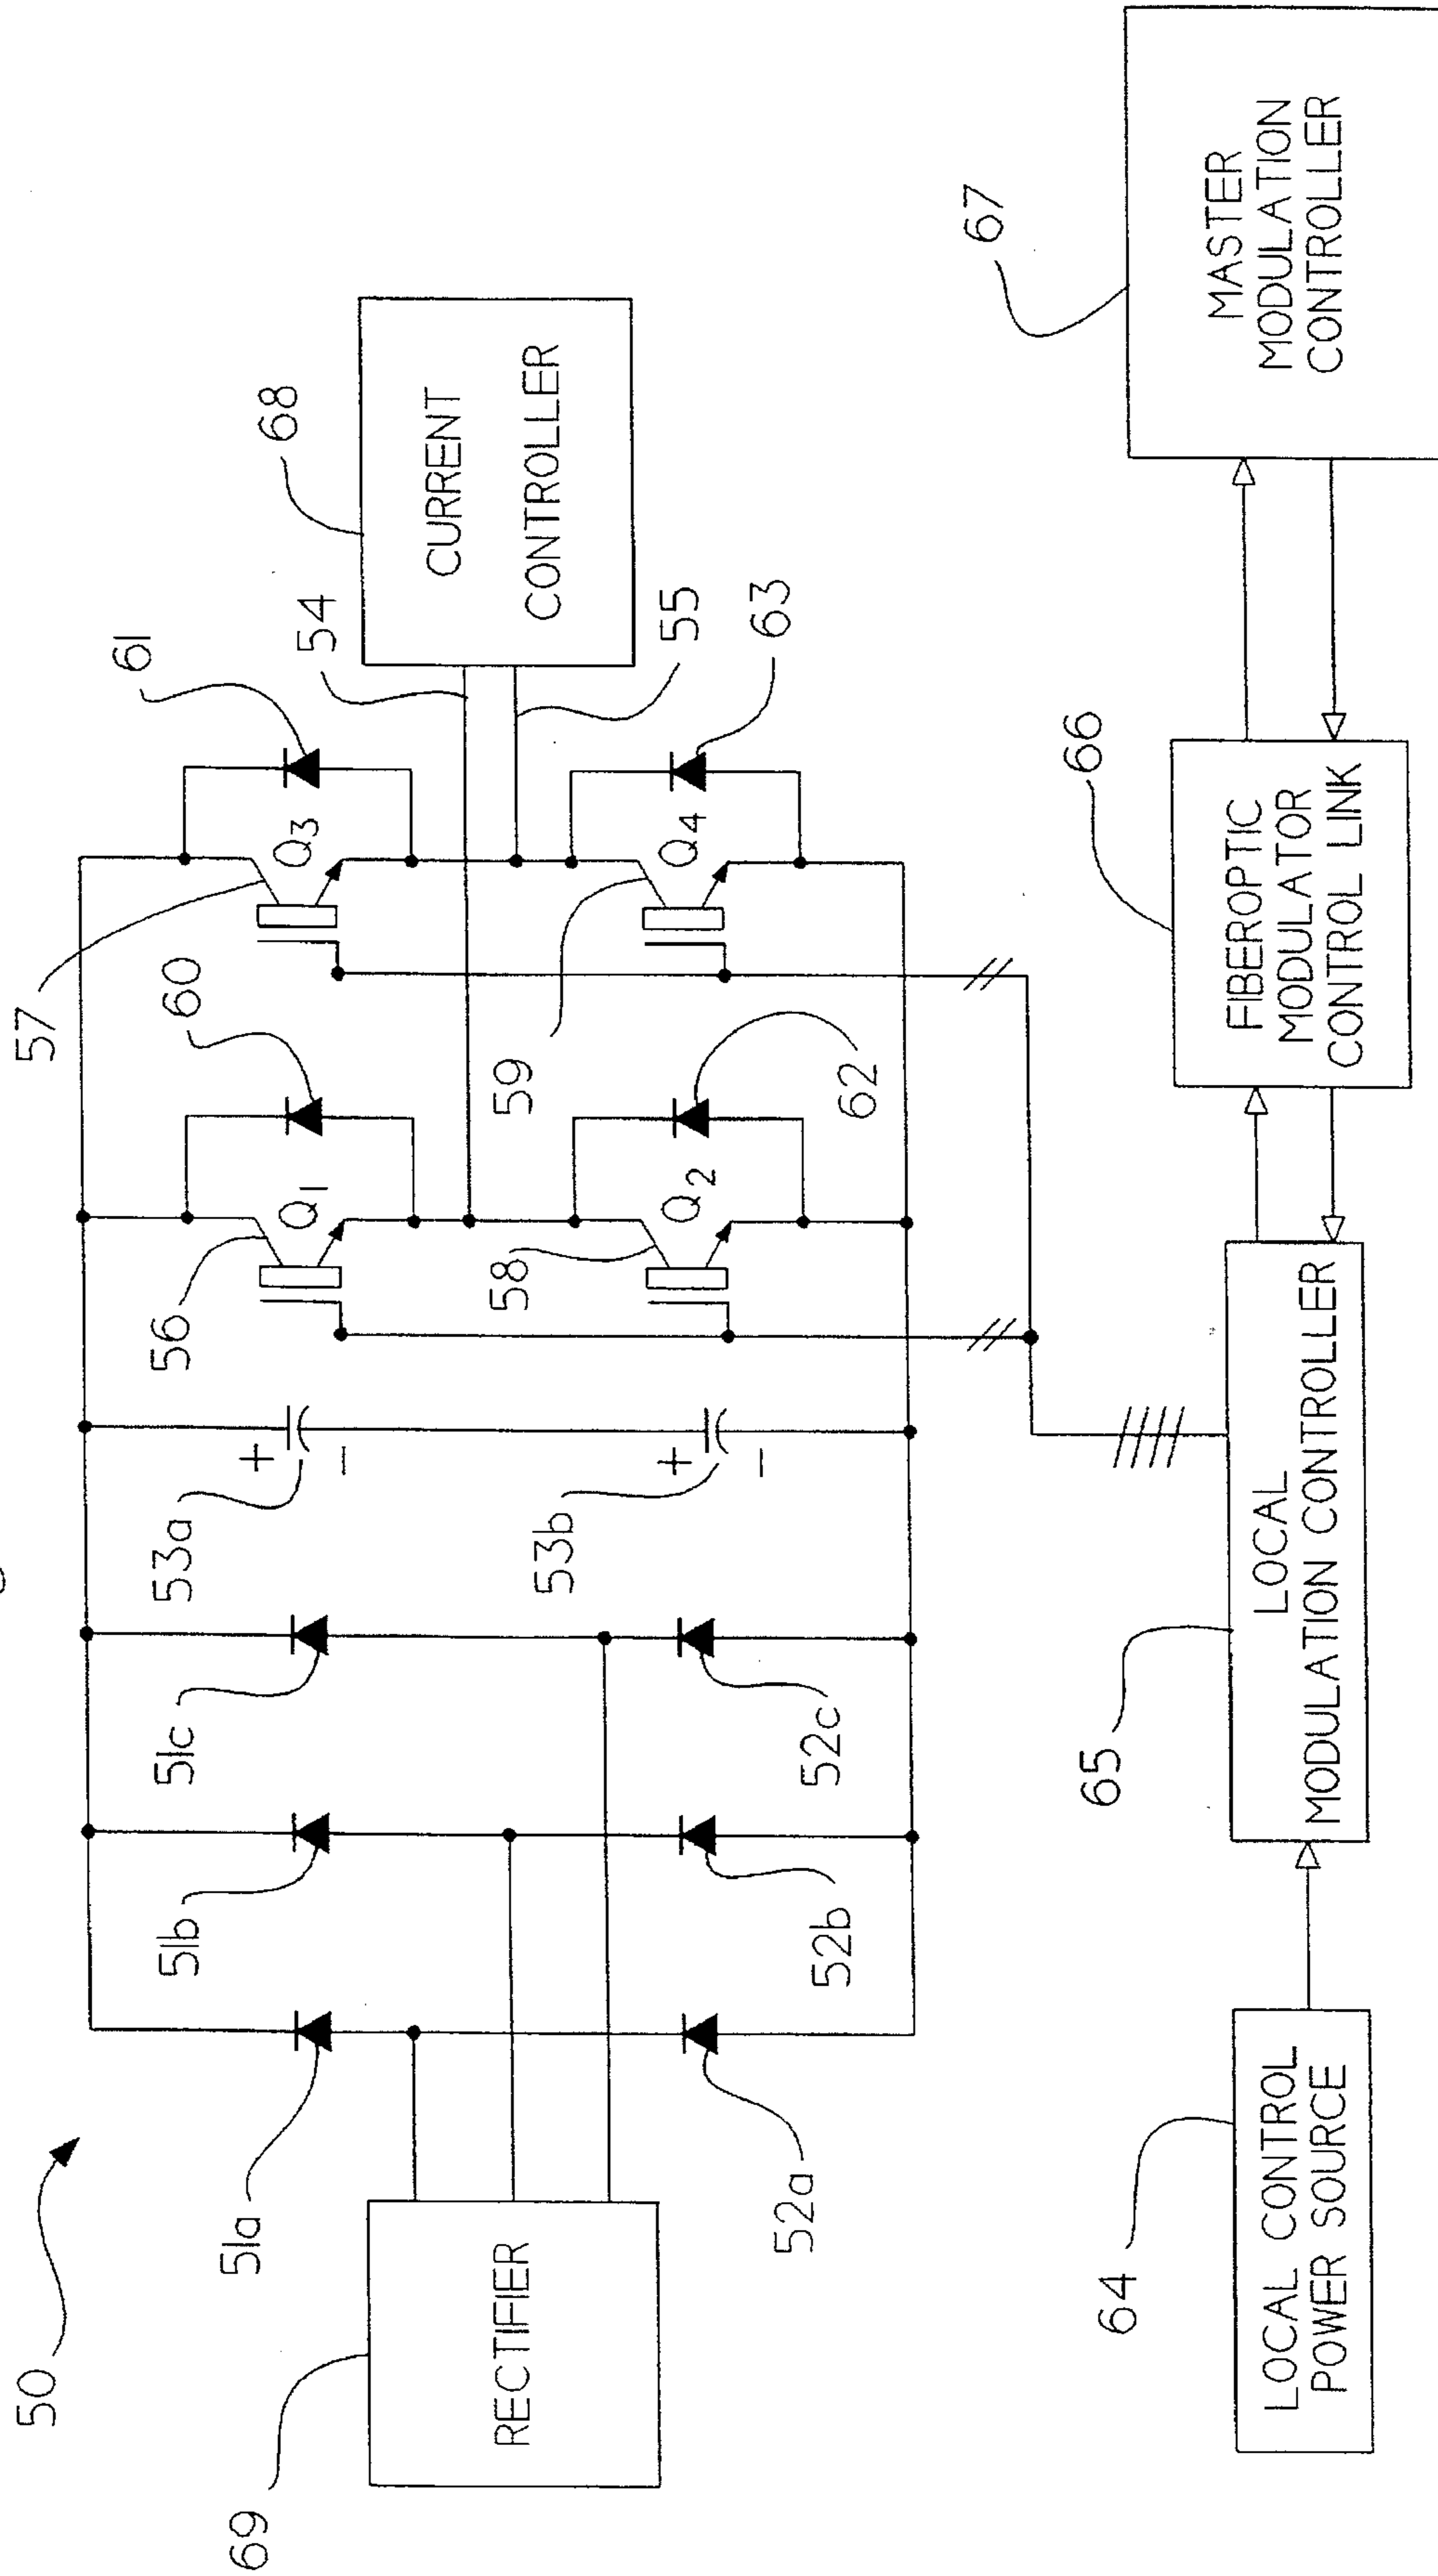 50
57
61
68
54
56
60
Q1
Q3
CURRENT
CONTROLLER
53a
+
−
51c
51b
51a
69
RECTIFIER
55
63
58
59
Q2
Q4
62
53b
+
−
52c
52b
52a
67
66
65
64
LOCAL CONTROL
POWER SOURCE
LOCAL
MODULATION CONTROLLER
FIBEROPTIC
MODULATOR
CONTROL LINK
MASTER
MODULATION
CONTROLLER